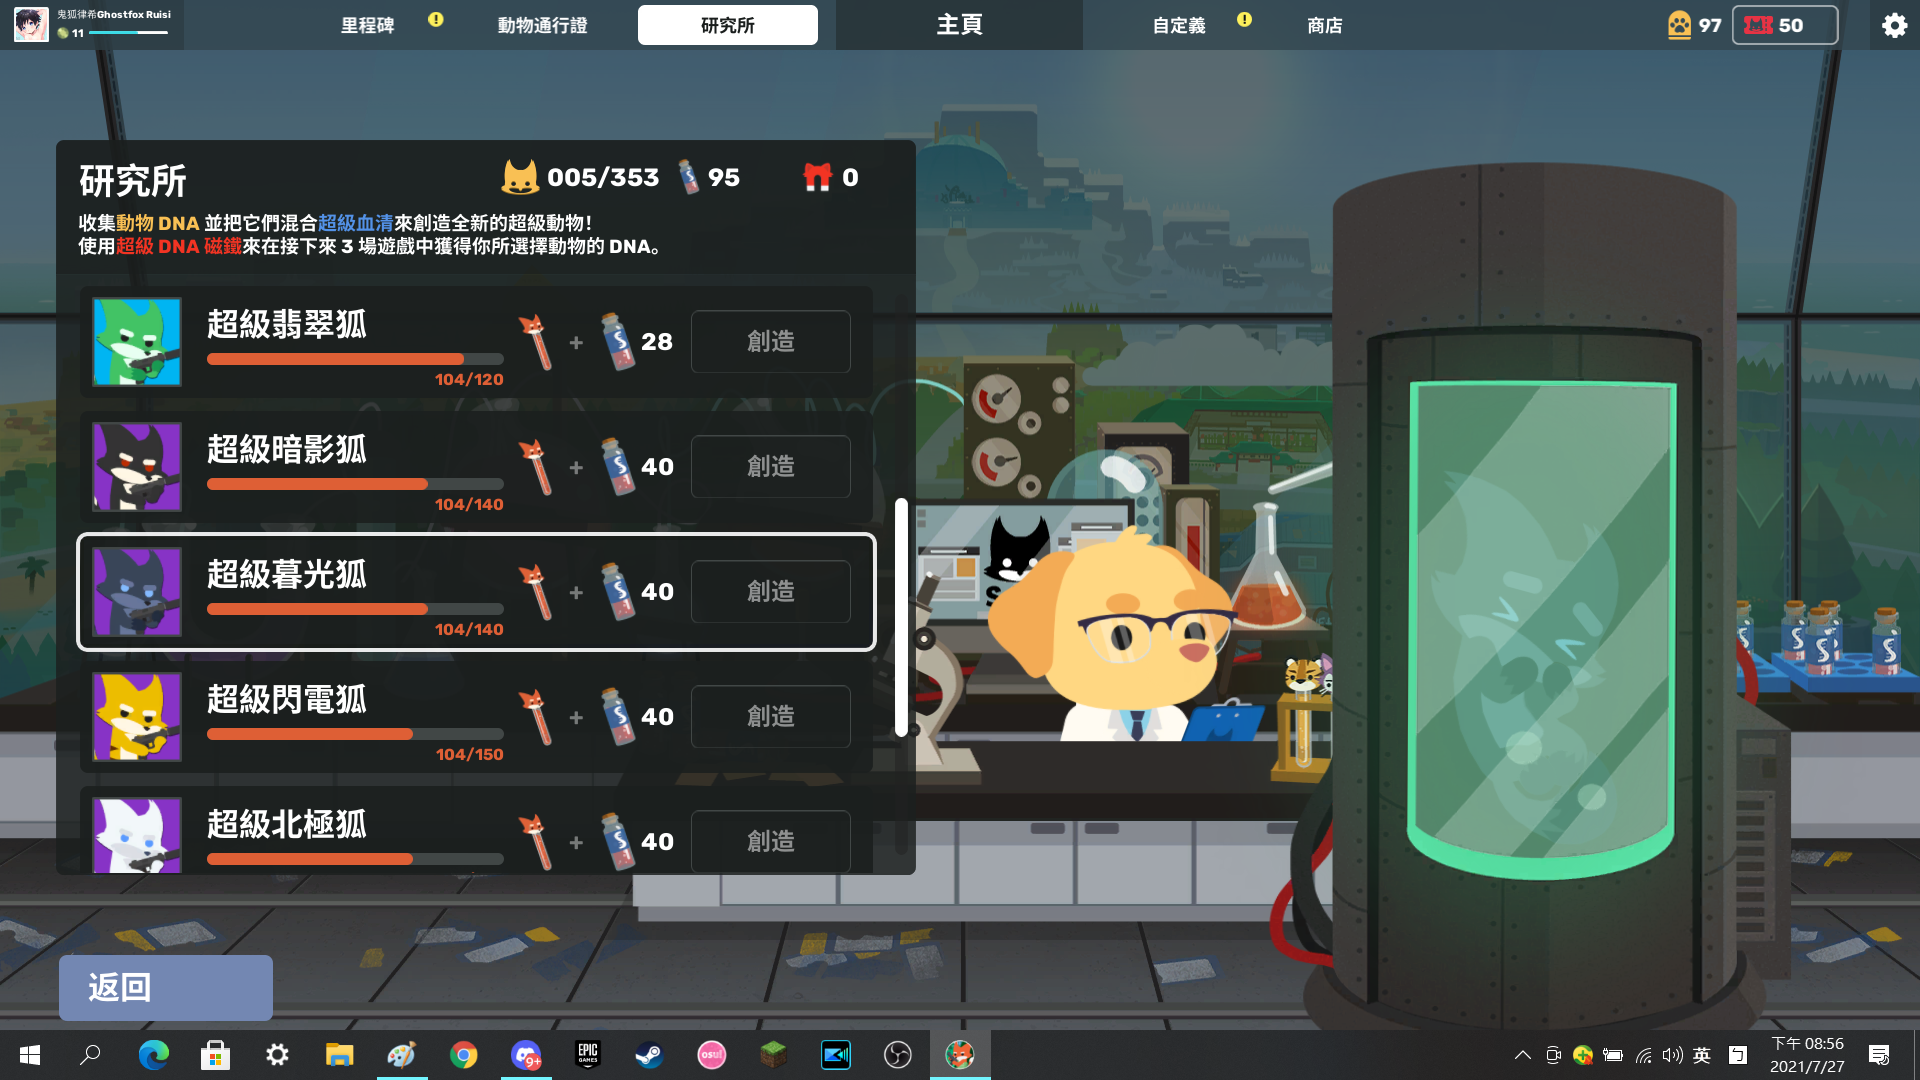 鬼狐律希Ghostfox Ruisi
11
里程碑
動物通行證
研究所
主頁
自定義
商店
97
50
研究所
005/353
95
0
收集動物 DNA 並把它們混合超級血清來創造全新的超級動物!
使用超級 DNA 磁鐵來在接下來 3 場遊戲中獲得你所選擇動物的 DNA。
超級翡翠狐
104/120
+
28
創造
超級暗影狐
104/140
+
40
創造
超級暮光狐
104/140
+
40
創造
超級閃電狐
104/150
+
40
創造
超級北極狐
+
40
創造
返回
9+
EPIC
GAMES
osu!
英
下午 08:56
2021/7/27